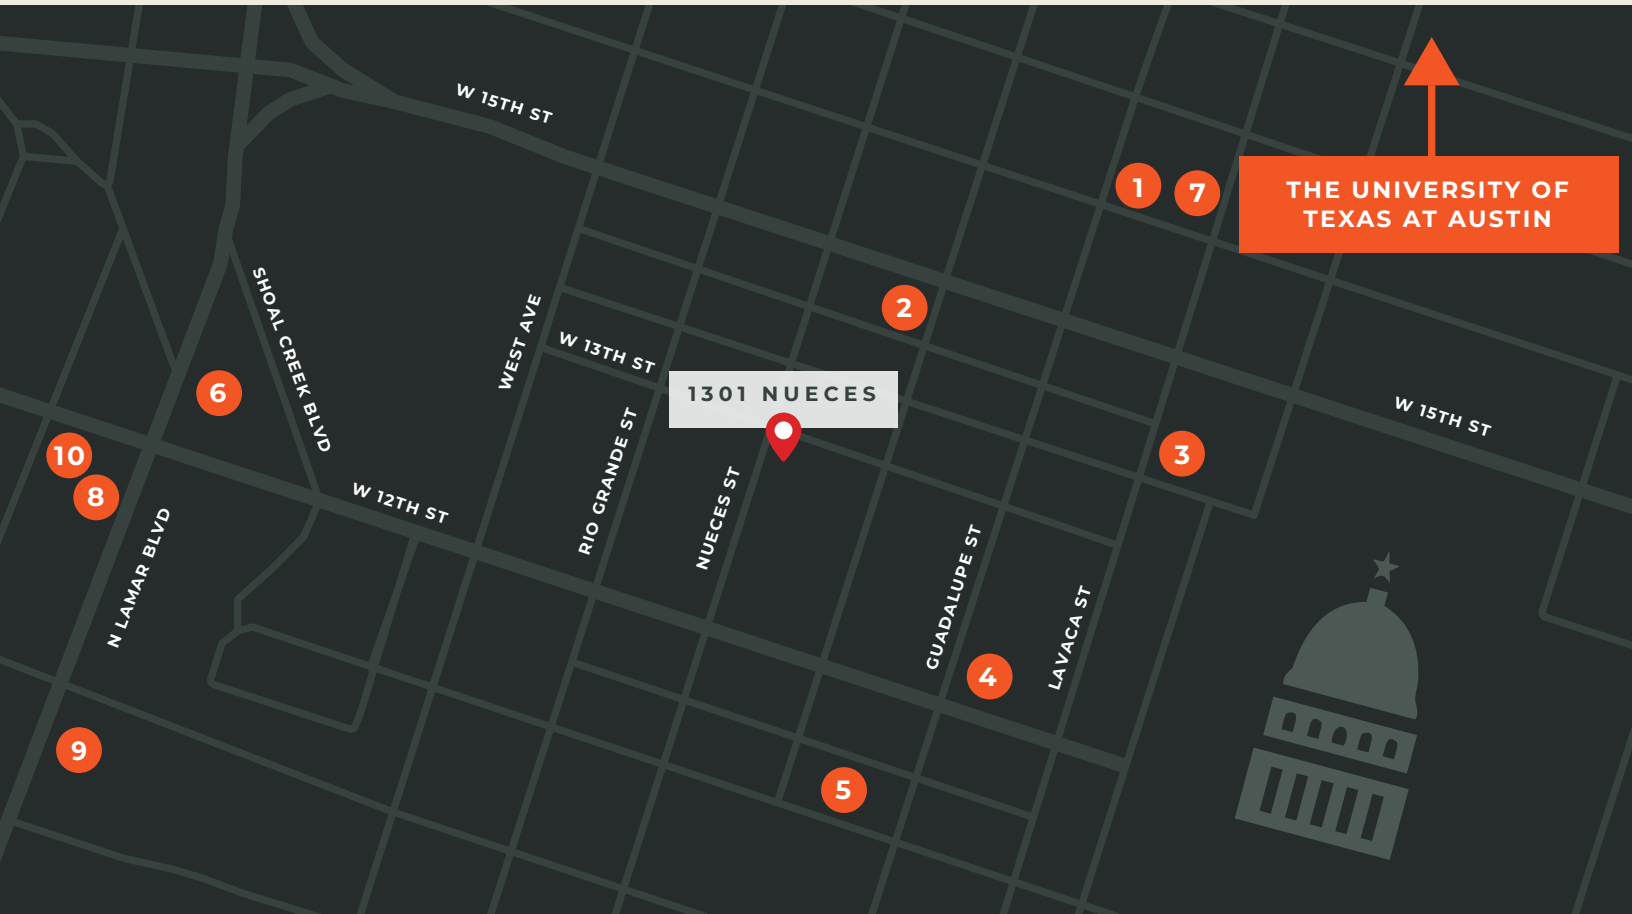 W 15TH ST
1
7
THE UNIVERSITY OF
TEXAS AT AUSTIN
SHOAL CREEK BLVD
WEST AVE
2
W 13TH ST
6
1301 NUECES
W 15TH ST
RIO GRANDE ST
10
3
8
W 12TH ST
NUECES ST
N LAMAR BLVD
GUADALUPE ST
LAVACA ST
4
9
5